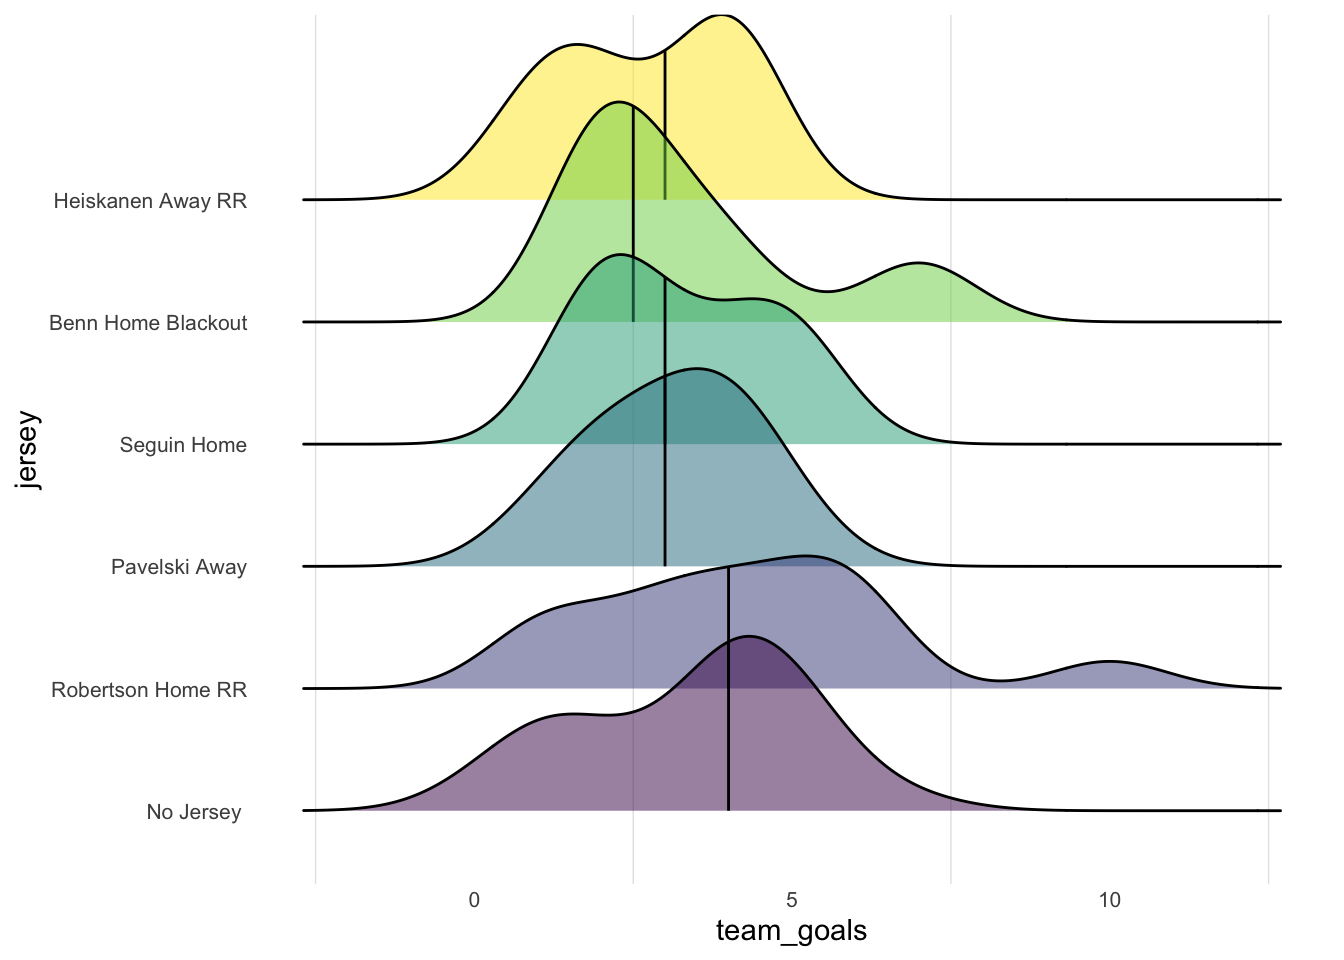 Heiskanen Away RR
Benn Home Blackout
Seguin Home
Pavelski Away
Robertson Home RR
No Jersey
jersey
0 5 10
team_goals